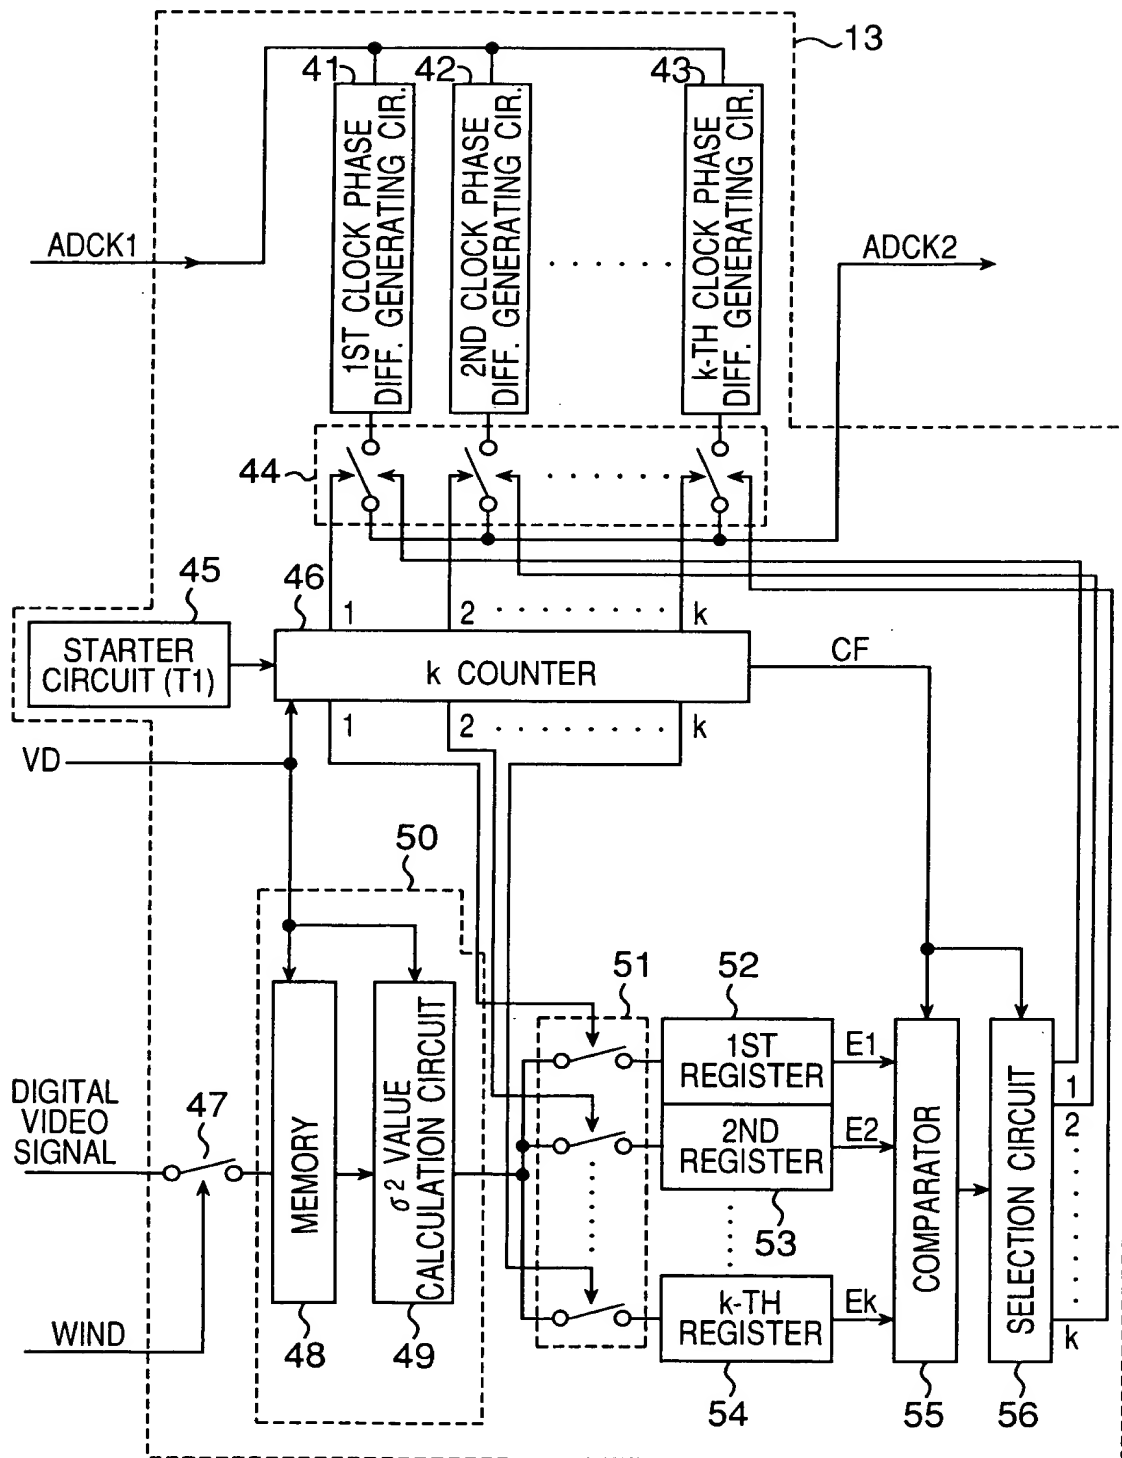 13
41
42
43
1ST CLOCK PHASE
DIFF. GENERATING CIR.
2ND CLOCK PHASE
DIFF. GENERATING CIR.
k-TH CLOCK PHASE
DIFF. GENERATING CIR.
ADCK1
ADCK2
44
45
46
1
2
k
STARTER
CIRCUIT (T1)
k COUNTER
CF
1
2
k
VD
50
51
52
DIGITAL
VIDEO
SIGNAL
47
MEMORY
σ² VALUE
CALCULATION CIRCUIT
1ST
REGISTER
E1
2ND
REGISTER
E2
53
k-TH
REGISTER
Ek
COMPARATOR
SELECTION CIRCUIT
1
2
k
WIND
48
49
54
55
56